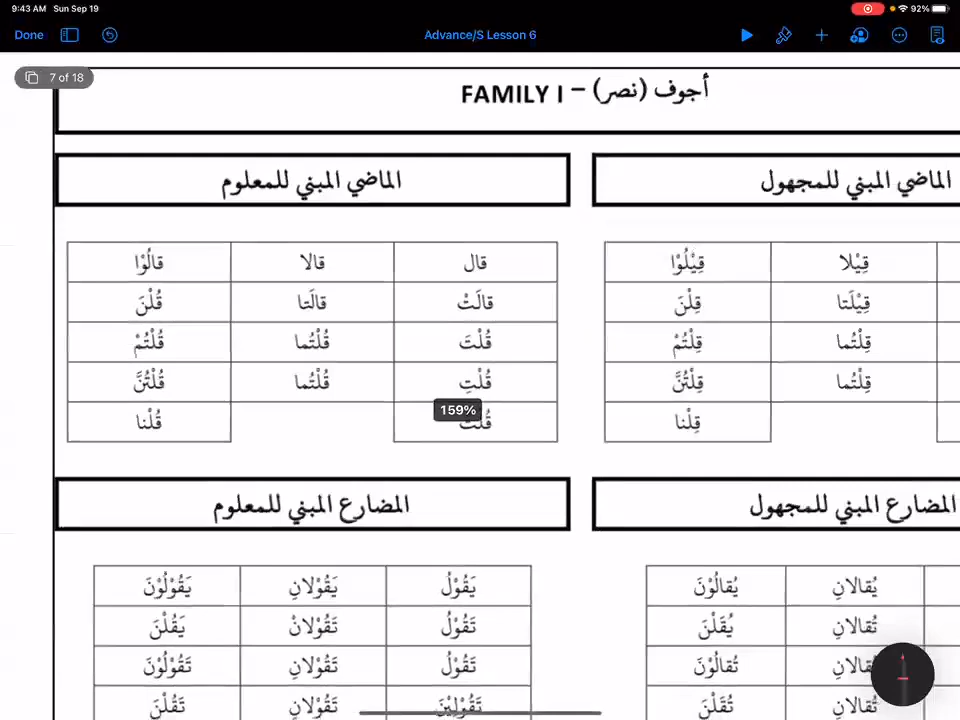 9:43 AM Sun Sep 19 92%
Done Advance/S Lesson 6
7 of 18
FAMILY I – (نصر) أجوف
الماضي المبني للمعلوم
الماضي المبني للمجهول
قال قالا قالُوْا
قالَتْ قالَتا قُلْنَ
قُلْتَ قُلْتُما قُلْتُمْ
قُلْتِ قُلْتُما قُلْتُنَّ
قُلْتُ قُلْنا
159%
قِيْلا قِيْلُوْا
قِيْلَتا قِلْنَ
قِلْتُما قِلْتُمْ
قِلْتُما قِلْتُنَّ
قِلْنا
المضارع المبني للمعلوم
المضارع المبني للمجهول
يَقُوْلُ يَقُوْلانِ يَقُوْلُوْنَ
تَقُوْلُ تَقُوْلانْ يَقُلْنَ
تَقُوْلُ تَقُوْلانِ تَقُوْلُوْنَ
تَقُوْلِيْنَ تَقُوْلانِ تَقُلْنَ
يُقالانِ يُقالُوْنَ
تُقالانِ يُقَلْنَ
تُقالانِ تُقالُوْنَ
تُقالانِ تُقَلْنَ